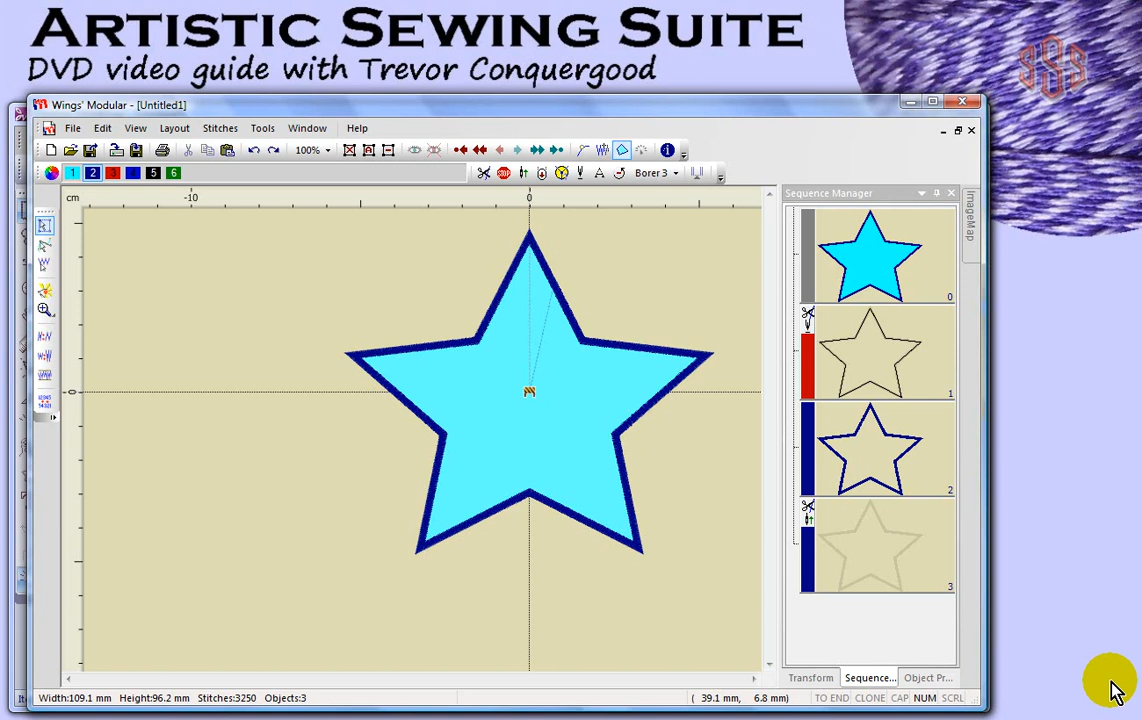 ARTISTIC SEWING SUITE
DVD video guide with Trevor Conquergood
SSS
Wings' Modular - [Untitled1]
File Edit View Layout Stitches Tools Window Help
100%
1 2 3 4 5 6 Borer 3
cm -10 0
Sequence Manager
ImageMap
0
1
0
2
3
Transform Sequence... Object Pr...
Width:109.1 mm Height:96.2 mm Stitches:3250 Objects:3 ( 39.1 mm, 6.8 mm) TO END CLONE CAP NUM SCRL